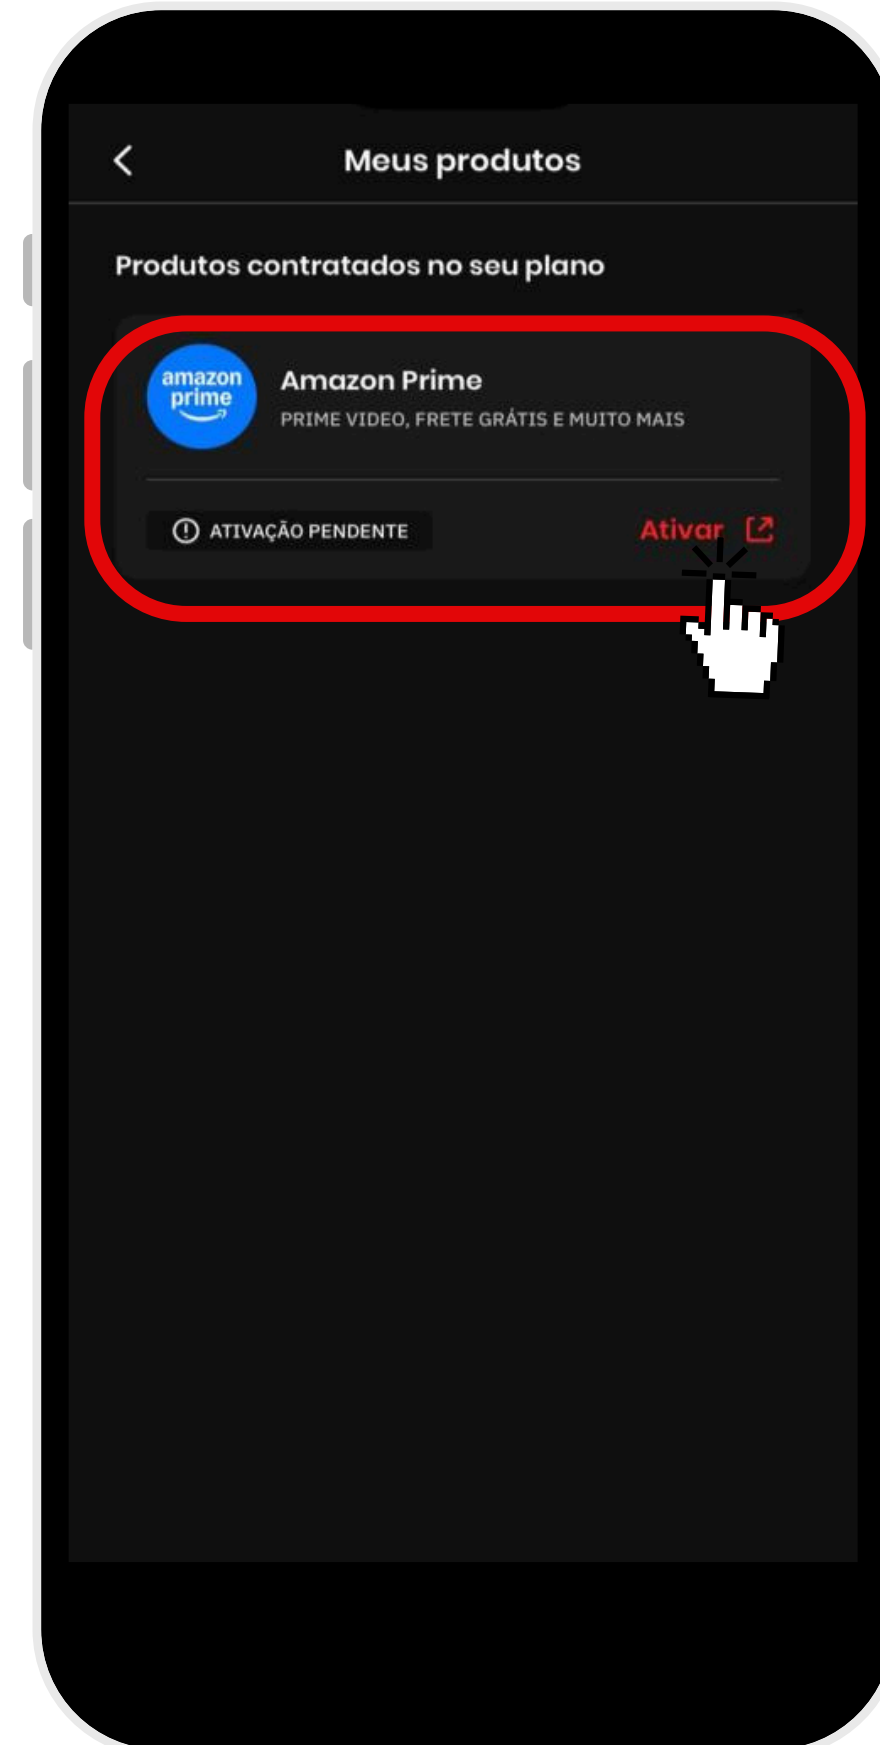 Meus produtos
Produtos contratados no seu plano
amazon
prime
Amazon Prime
PRIME VIDEO, FRETE GRÁTIS E MUITO MAIS
ATIVAÇÃO PENDENTE
Ativar